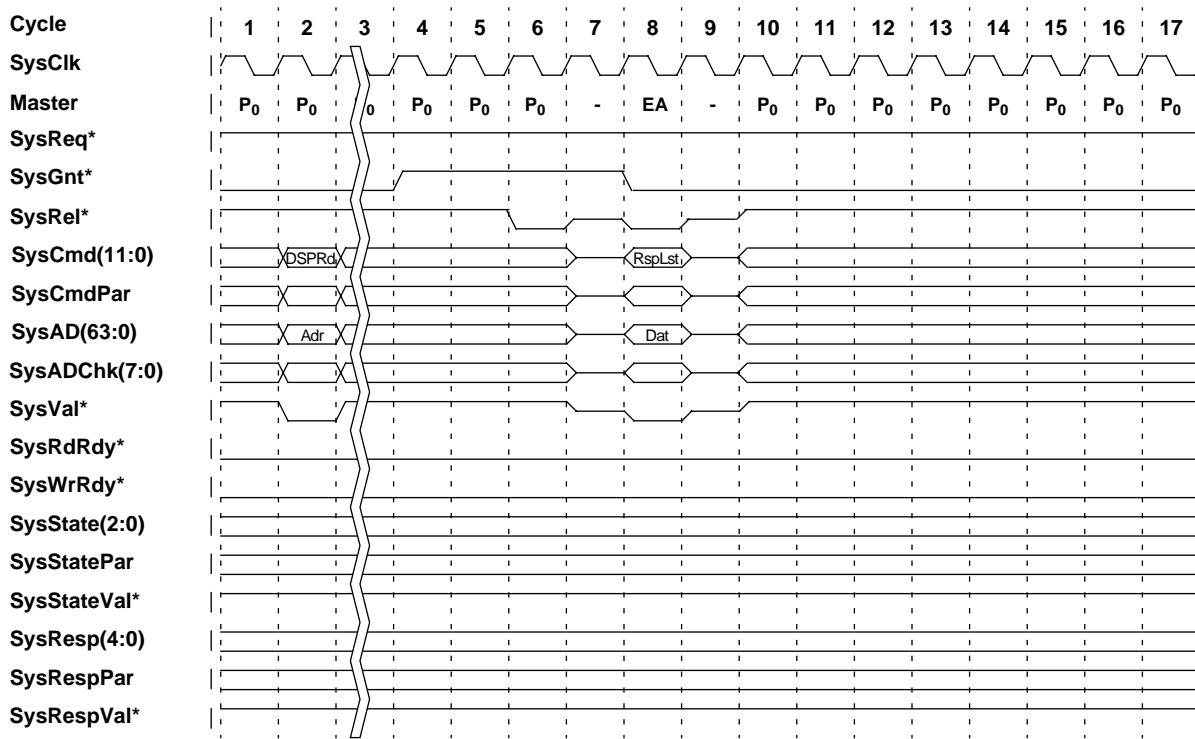 Cycle | 1 2 3 4 5 6 7 8 9 10 11 12 13 14 15 16 17
SysClk |
Master | P0 P0 0 P0 P0 P0 - EA - P0 P0 P0 P0 P0 P0 P0 P0
SysReq* |
SysGnt* |
SysRel* |
SysCmd(11:0) | DSPRd RspLst
SysCmdPar |
SysAD(63:0) | Adr Dat
SysADChk(7:0) |
SysVal* |
SysRdRdy* |
SysWrRdy* |
SysState(2:0) |
SysStatePar |
SysStateVal* |
SysResp(4:0) |
SysRespPar |
SysRespVal* |